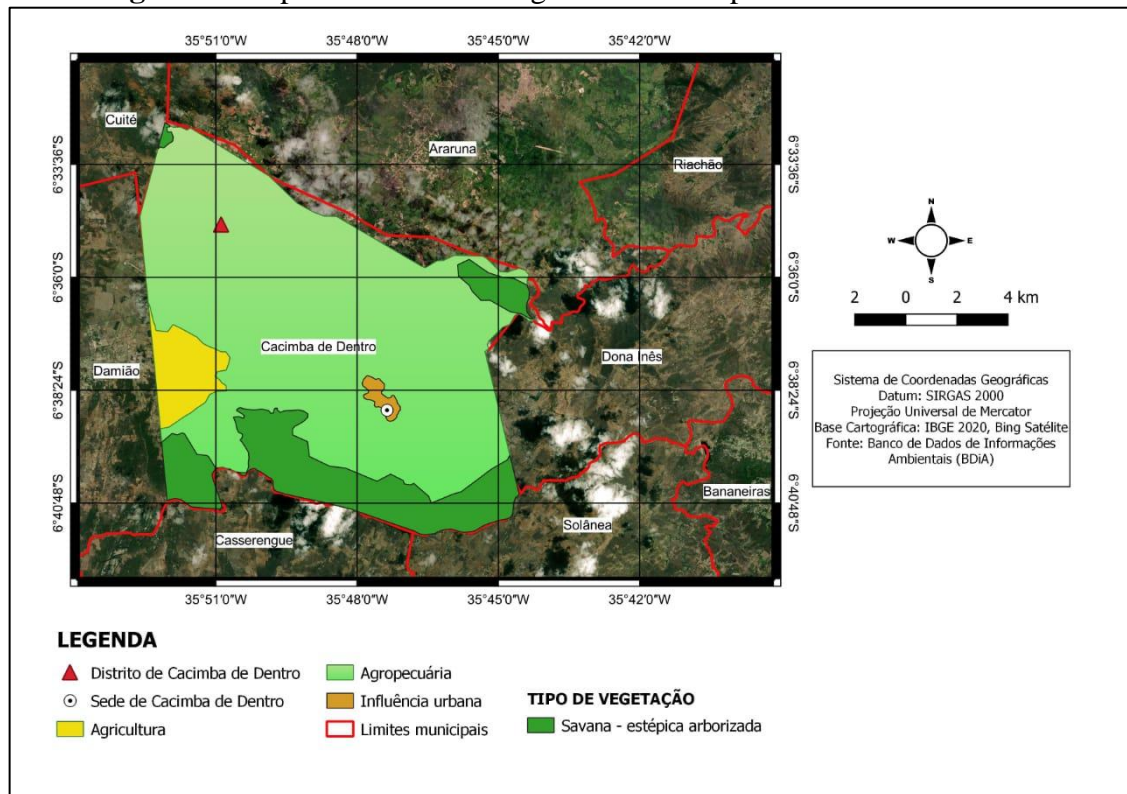 35°51'0"W 35°48'0"W 35°45'0"W 35°42'0"W
Cuité
Araruna
Riachão
6°33'36"S 6°33'36"S
6°36'0"S 6°36'0"S
Cacimba de Dentro
Damião
Dona Inês
6°38'24"S 6°38'24"S
Bananeiras
6°40'48"S 6°40'48"S
Solânea
Casserengue
35°51'0"W 35°48'0"W 35°45'0"W 35°42'0"W
N
W E
S
2 0 2 4 km
Sistema de Coordenadas Geográficas
Datum: SIRGAS 2000
Projeção Universal de Mercator
Base Cartográfica: IBGE 2020, Bing Satélite
Fonte: Banco de Dados de Informações
Ambientais (BDiA)
LEGENDA
Distrito de Cacimba de Dentro
Sede de Cacimba de Dentro
Agricultura
Agropecuária
Influência urbana
Limites municipais
TIPO DE VEGETAÇÃO
Savana - estépica arborizada